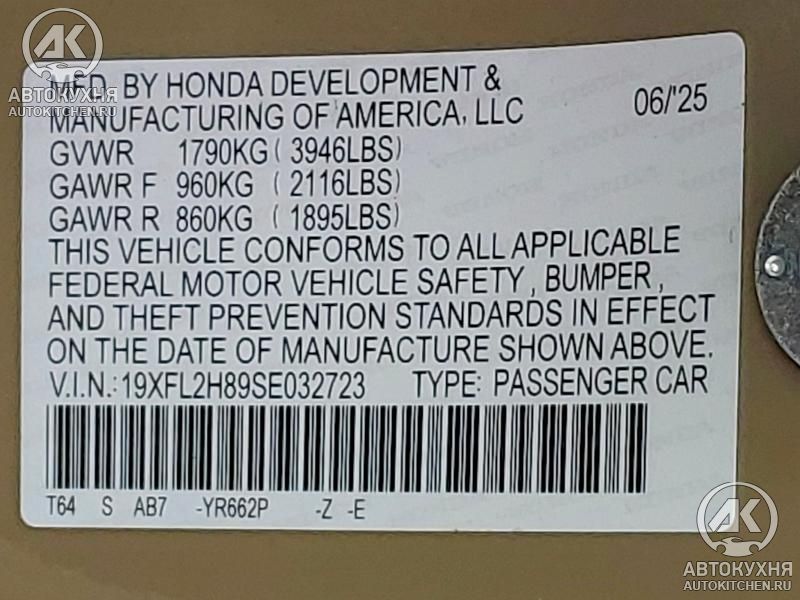 AK
АВТОКУХНЯ
AUTOKITCHEN.RU
MFD. BY HONDA DEVELOPMENT &
MANUFACTURING OF AMERICA, LLC 06/'25
GVWR 1790KG ( 3946LBS)
GAWR F 960KG ( 2116LBS)
GAWR R 860KG ( 1895LBS)
THIS VEHICLE CONFORMS TO ALL APPLICABLE
FEDERAL MOTOR VEHICLE SAFETY , BUMPER ,
AND THEFT PREVENTION STANDARDS IN EFFECT
ON THE DATE OF MANUFACTURE SHOWN ABOVE.
V.I.N.: 19XFL2H89SE032723 TYPE: PASSENGER CAR
T64 S AB7 -YR662P -Z -E
AK
АВТОКУХНЯ
AUTOKITCHEN.RU